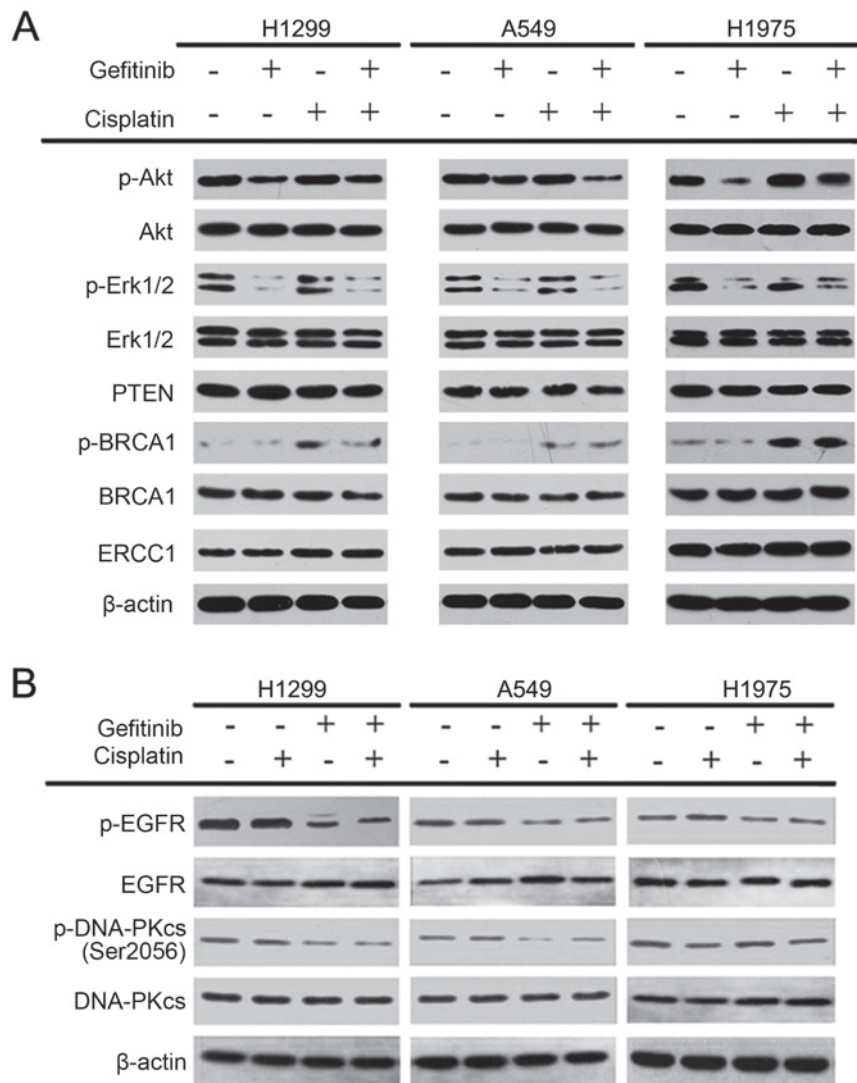 A
H1299 A549 H1975
Gefitinib - + - + - + - + - + - +
Cisplatin - - + + - - + + - - + +
p-Akt
Akt
p-Erk1/2
Erk1/2
PTEN
p-BRCA1
BRCA1
ERCC1
β-actin
B
H1299 A549 H1975
Gefitinib - - + + - - + + - - + +
Cisplatin - + - + - + - + - + - +
p-EGFR
EGFR
p-DNA-PKcs
(Ser2056)
DNA-PKcs
β-actin